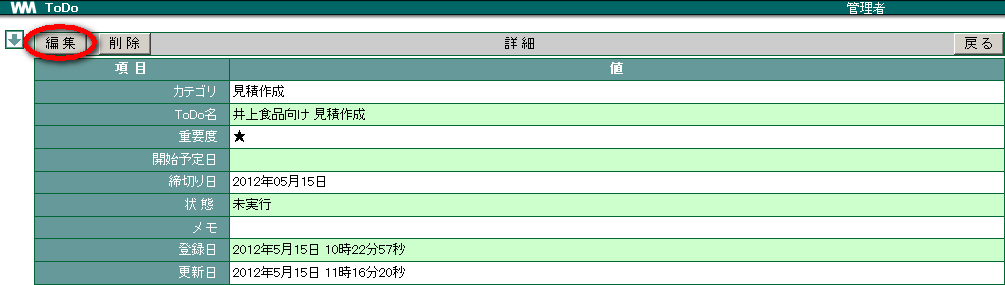 WM ToDo 管理者
編 集 削 除 詳 細 戻 る
項 目 値
カテゴリ 見積作成
ToDo名 井上食品向け 見積作成
重要度 ★
開始予定日
締切り日 2012年05月15日
状 態 未実行
メモ
登録日 2012年5月15日 10時22分57秒
更新日 2012年5月15日 11時16分20秒